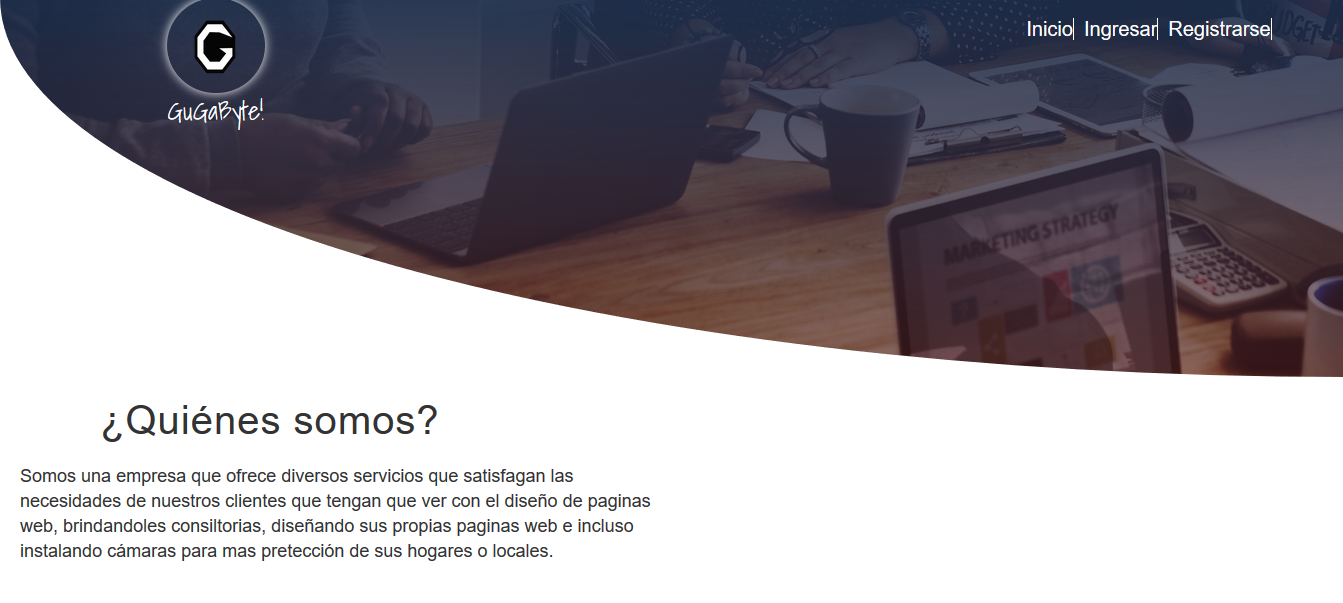 G
GuGaByte!
Inicio Ingresar Registrarse
MARKETING STRATEGY
¿Quiénes somos?
Somos una empresa que ofrece diversos servicios que satisfagan las
necesidades de nuestros clientes que tengan que ver con el diseño de paginas
web, brindandoles consiltorias, diseñando sus propias paginas web e incluso
instalando cámaras para mas pretección de sus hogares o locales.